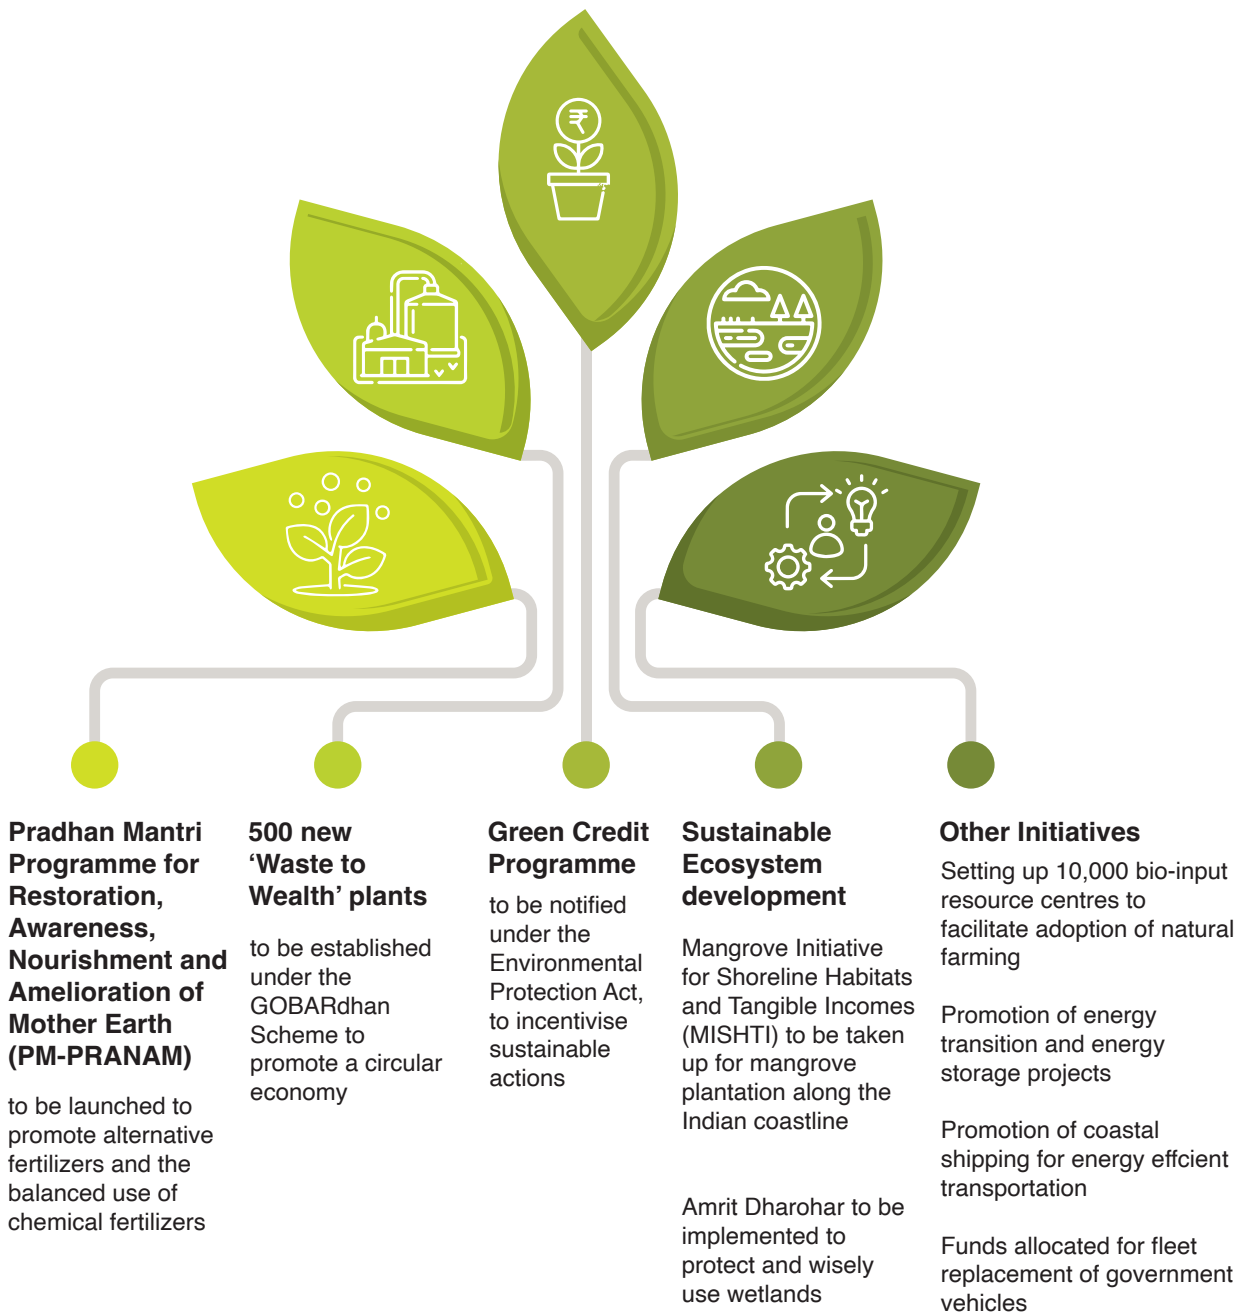 ₹
Pradhan Mantri
Programme for
Restoration,
Awareness,
Nourishment and
Amelioration of
Mother Earth
(PM-PRANAM)
to be launched to
promote alternative
fertilizers and the
balanced use of
chemical fertilizers
500 new
‘Waste to
Wealth’ plants
to be established
under the
GOBARdhan
Scheme to
promote a circular
economy
Green Credit
Programme
to be notified
under the
Environmental
Protection Act,
to incentivise
sustainable
actions
Sustainable
Ecosystem
development
Mangrove Initiative
for Shoreline Habitats
and Tangible Incomes
(MISHTI) to be taken
up for mangrove
plantation along the
Indian coastline
Amrit Dharohar to be
implemented to
protect and wisely
use wetlands
Other Initiatives
Setting up 10,000 bio-input
resource centres to
facilitate adoption of natural
farming
Promotion of energy
transition and energy
storage projects
Promotion of coastal
shipping for energy effcient
transportation
Funds allocated for fleet
replacement of government
vehicles